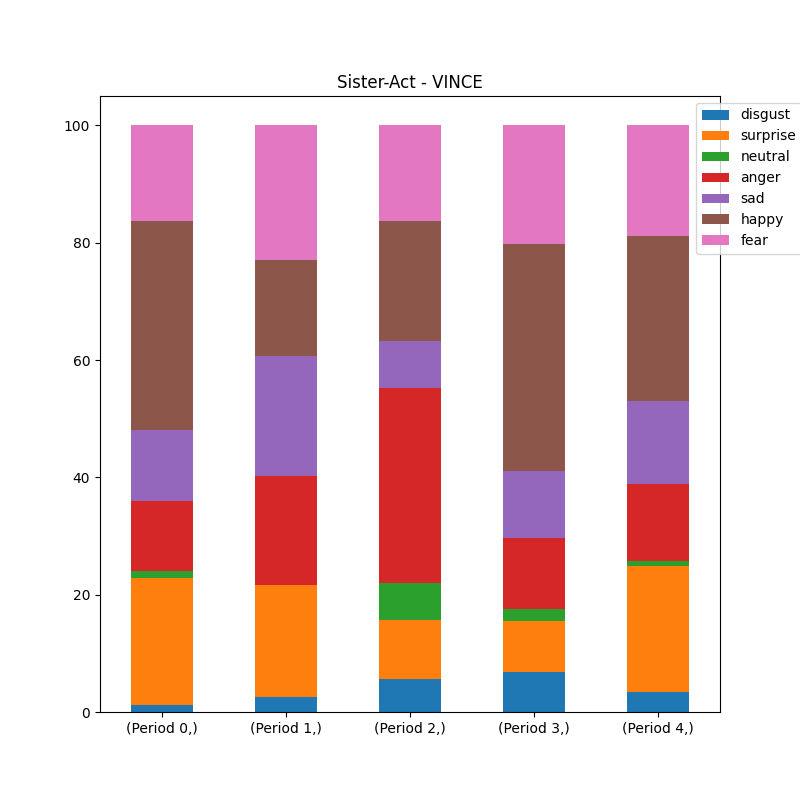 Sister-Act - VINCE
100
80
60
40
20
0
(Period 0,)
(Period 1,)
(Period 2,)
(Period 3,)
(Period 4,)
disgust
surprise
neutral
anger
sad
happy
fear